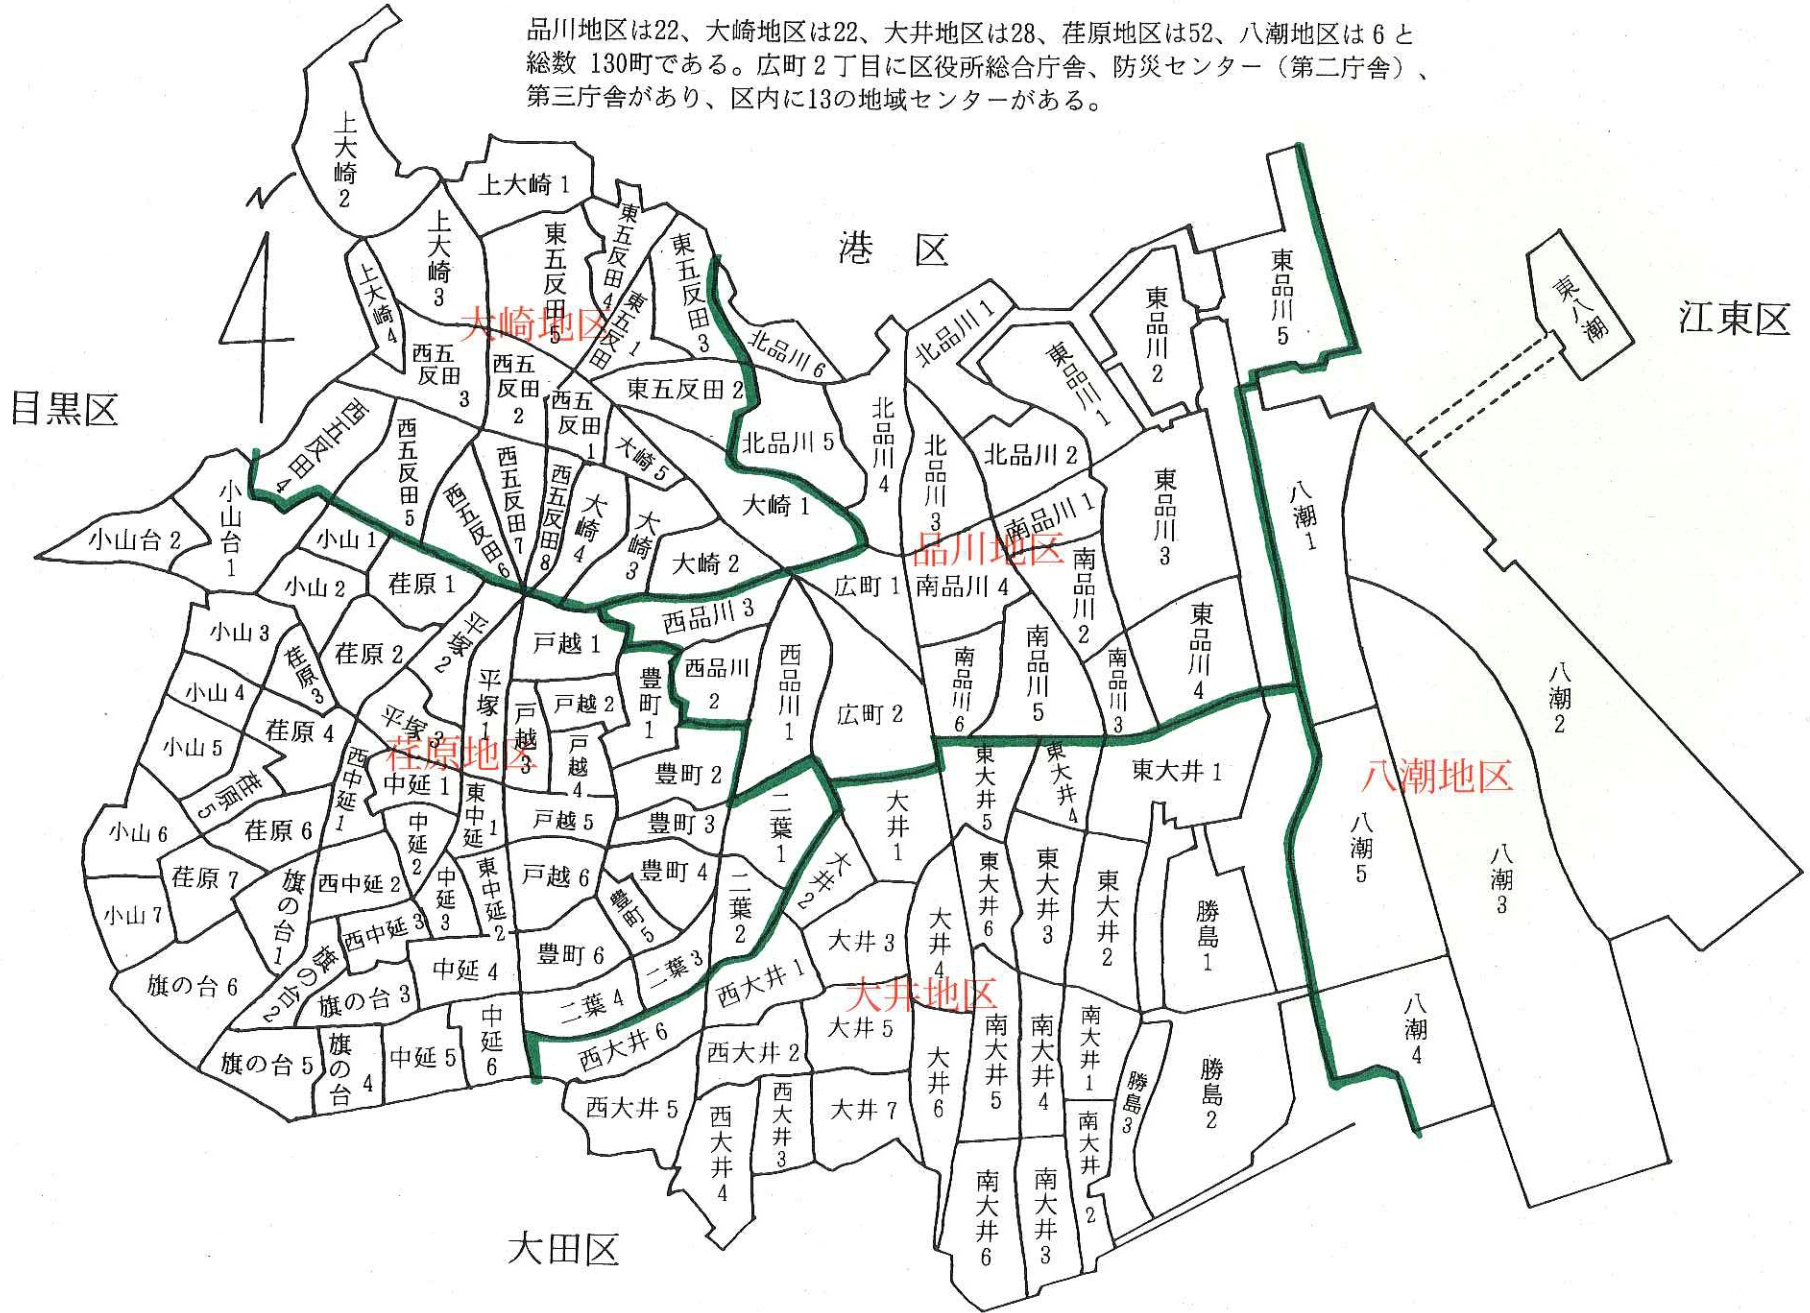 品川地区は22、大崎地区は22、大井地区は28、荏原地区は52、八潮地区は6と
総数 130町である。広町2丁目に区役所総合庁舎、防災センター（第二庁舎）、
第三庁舎があり、区内に13の地域センターがある。
N
港 区
江東区
目黒区
大田区
大崎地区
上大崎2
上大崎1
上大崎3
上大崎4
東五反田5
東五反田4
東五反田1
東五反田3
東五反田2
西五反田3
西五反田2
西五反田1
西五反田4
西五反田5
西五反田6
西五反田7
西五反田8
大崎5
大崎4
大崎3
大崎2
大崎1
品川地区
北品川6
北品川5
北品川4
北品川3
北品川1
北品川2
東品川1
東品川2
東品川5
東品川3
東品川4
南品川1
南品川2
南品川4
南品川5
南品川6
南品川3
広町1
広町2
西品川3
西品川2
西品川1
荏原地区
小山台2
小山台1
小山1
小山2
小山3
小山4
小山5
小山6
小山7
荏原1
荏原2
荏原3
荏原4
荏原5
荏原6
荏原7
平塚2
平塚1
平塚3
戸越1
戸越2
戸越3
戸越4
戸越5
戸越6
豊町1
豊町2
豊町3
豊町4
豊町5
豊町6
二葉1
二葉2
二葉3
二葉4
西中延1
西中延2
西中延3
中延1
中延2
中延3
中延4
中延5
中延6
東中延1
東中延2
旗の台1
旗の台2
旗の台3
旗の台4
旗の台5
旗の台6
大井地区
大井1
大井2
大井3
大井4
大井5
大井6
大井7
西大井1
西大井2
西大井3
西大井4
西大井5
西大井6
東大井1
東大井2
東大井3
東大井4
東大井5
東大井6
南大井1
南大井2
2
南大井3
南大井4
南大井5
南大井6
勝島1
勝島2
勝島3
八潮地区
八潮1
八潮2
八潮3
八潮4
八潮5
東八潮